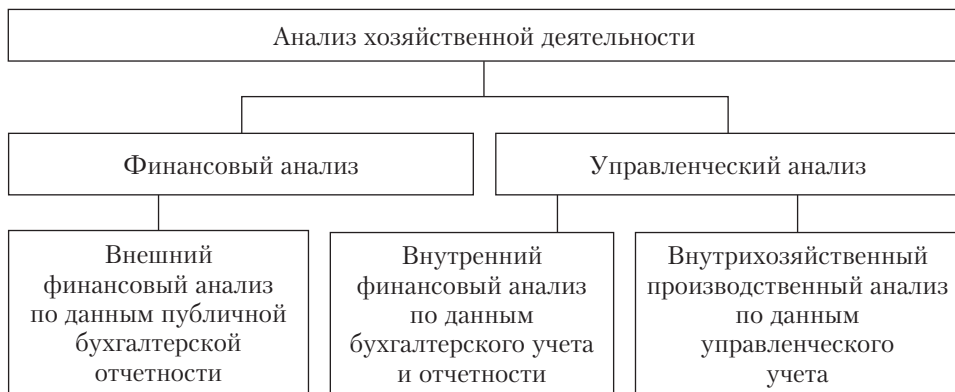 Анализ хозяйственной деятельности
Финансовый анализ
Управленческий анализ
Внешний
финансовый анализ
по данным публичной
бухгалтерской
отчетности
Внутренний
финансовый анализ
по данным
бухгалтерского учета
и отчетности
Внутрихозяйственный
производственный анализ
по данным
управленческого
учета